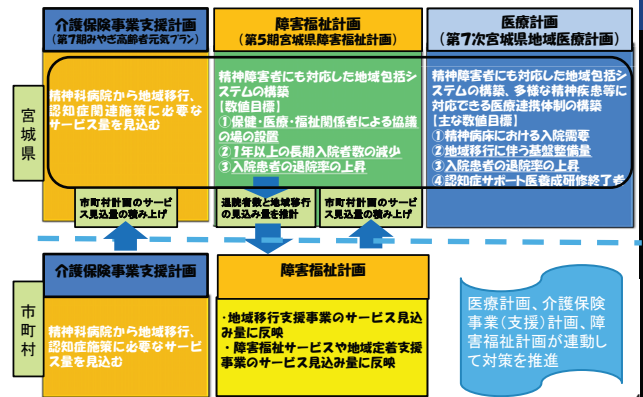 介護保険事業支援計画
(第7期みやぎ高齢者元気プラン)
障害福祉計画
(第5期宮城県障害福祉計画)
医療計画
(第7次宮城県地域医療計画)
宮城県
精神科病院から地域移行、
認知症関連施策に必要な
サービス量を見込む
精神障害者にも対応した地域包括シ
ステムの構築
【数値目標】
①保健・医療・福祉関係者による協議
の場の設置
②1年以上の長期入院者数の減少
③入院患者の退院率の上昇
精神障害者にも対応した地域包括シ
ステムの構築、多様な精神疾患等に
対応できる医療連携体制の構築
【主な数値目標】
①精神病床における入院需要
②地域移行に伴う基盤整備量
③入院患者の退院率の上昇
④認知症サポート医養成研修終了者
市町村計画のサービ
ス見込量の積み上げ
退院者数と地域移行
の見込み量を推計
市町村計画のサービ
ス見込量の積み上げ
市町村
介護保険事業支援計画
精神科病院から地域移行、
認知症施策に必要なサービ
ス量を見込む
障害福祉計画
・地域移行支援事業のサービス見込
み量に反映
・障害福祉サービスや地域定着支援
事業のサービス見込み量に反映
医療計画、介護保険
事業(支援)計画、障
害福祉計画が連動し
て対策を推進